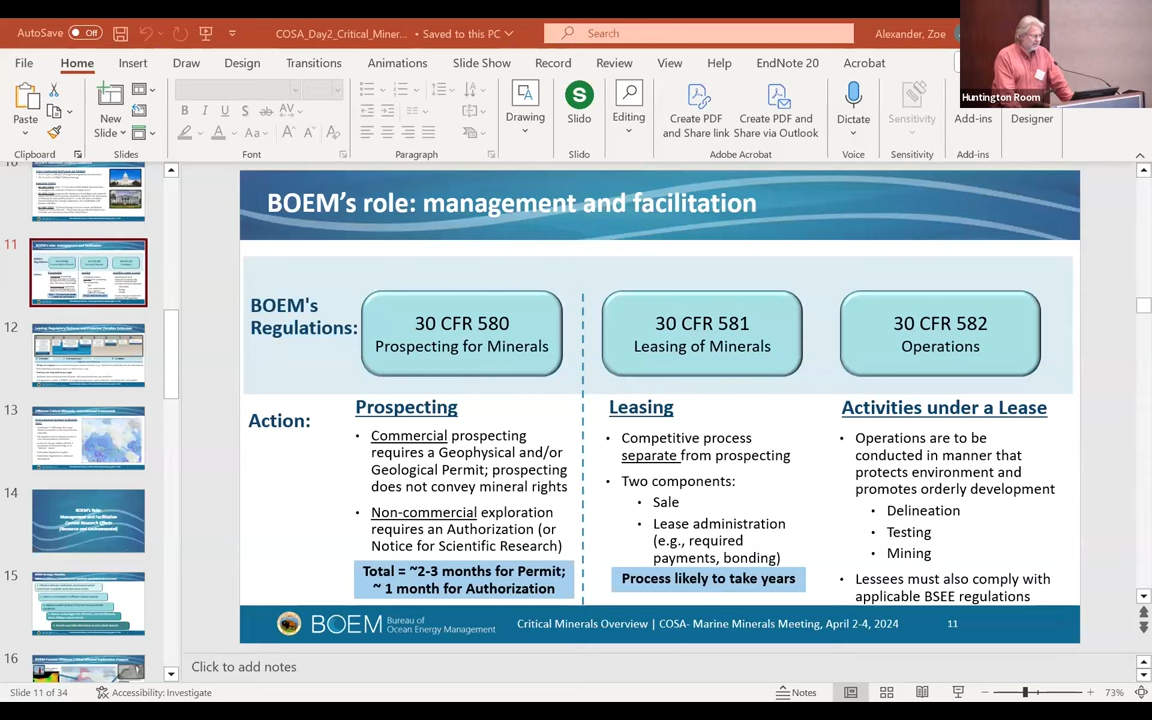 AutoSave Off COSA_Day2_Critical_Miner... • Saved to this PC Search Alexander, Zoe
File Home Insert Draw Design Transitions Animations Slide Show Record Review View Help EndNote 20 Acrobat
Huntington Room
Paste
New
Slide
Drawing
Slido
Editing
Create PDF
and Share link
Create PDF and
Share via Outlook
Dictate
Sensitivity
Add-ins
Designer
Clipboard Slides Font Paragraph Slido Adobe Acrobat Voice Sensitivity Add-ins
11
12
13
14
15
16
BOEM's role: management and facilitation
BOEM's
Regulations:
30 CFR 580
Prospecting for Minerals
30 CFR 581
Leasing of Minerals
30 CFR 582
Operations
Action:
Prospecting
• Commercial prospecting
requires a Geophysical and/or
Geological Permit; prospecting
does not convey mineral rights
• Non-commercial exploration
requires an Authorization (or
Notice for Scientific Research)
Total = ~2-3 months for Permit;
~ 1 month for Authorization
Leasing
• Competitive process
separate from prospecting
• Two components:
• Sale
• Lease administration
(e.g., required
payments, bonding)
Process likely to take years
Activities under a Lease
• Operations are to be
conducted in manner that
protects environment and
promotes orderly development
• Delineation
• Testing
• Mining
• Lessees must also comply with
applicable BSEE regulations
BOEM Bureau of
Ocean Energy Management
Critical Minerals Overview | COSA- Marine Minerals Meeting, April 2-4, 2024 11
Click to add notes
Slide 11 of 34 Accessibility: Investigate Notes 73%